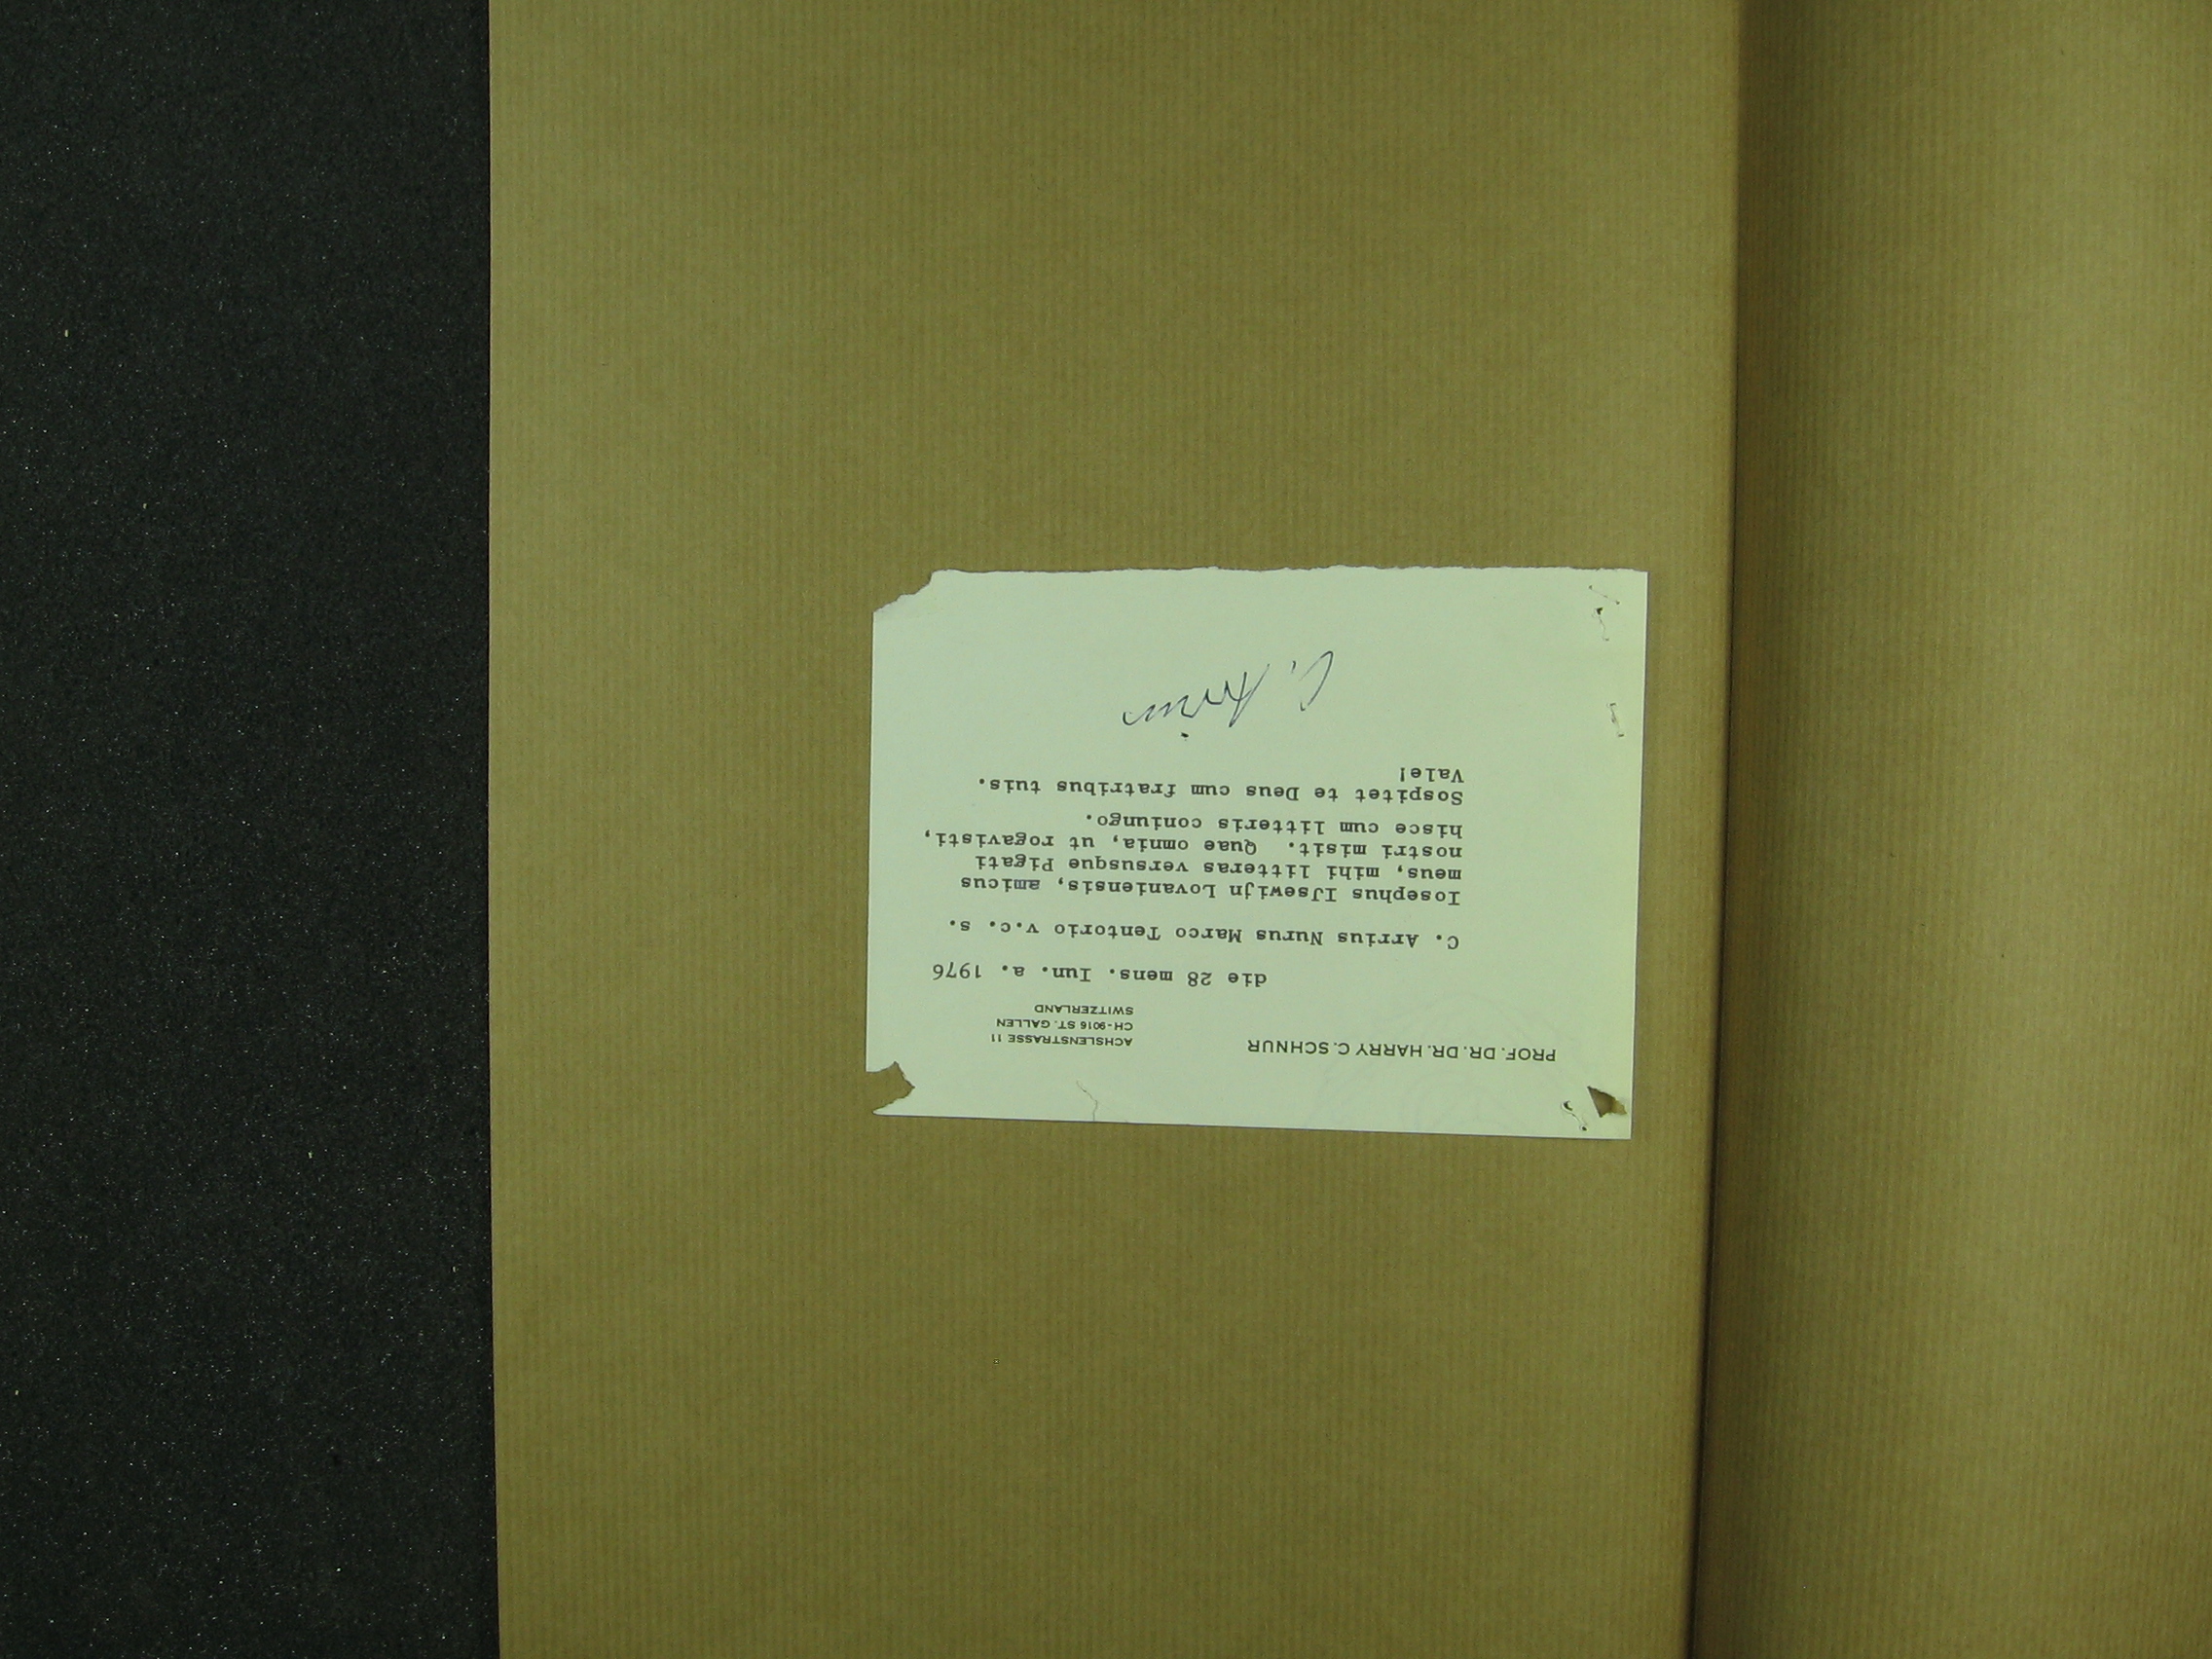 PROF. DR. DR. HARRY C. SCHNUR
ACHSLENSTRASSE 11
CH-9016 ST. GALLEN
SWITZERLAND
die 28 mens. Iun. a. 1976
C. Arrius Nurus Marco Tentorio v.c. s.
Iosephus IJsewijn Lovaniensis, amicus
meus, mihi litteras versusque Pigati
nostri misit. Quae omnia, ut rogavisti,
hisce cum litteris coniungo.
Sospitet te Deus cum fratribus tuis.
Vale!
C. Arrius